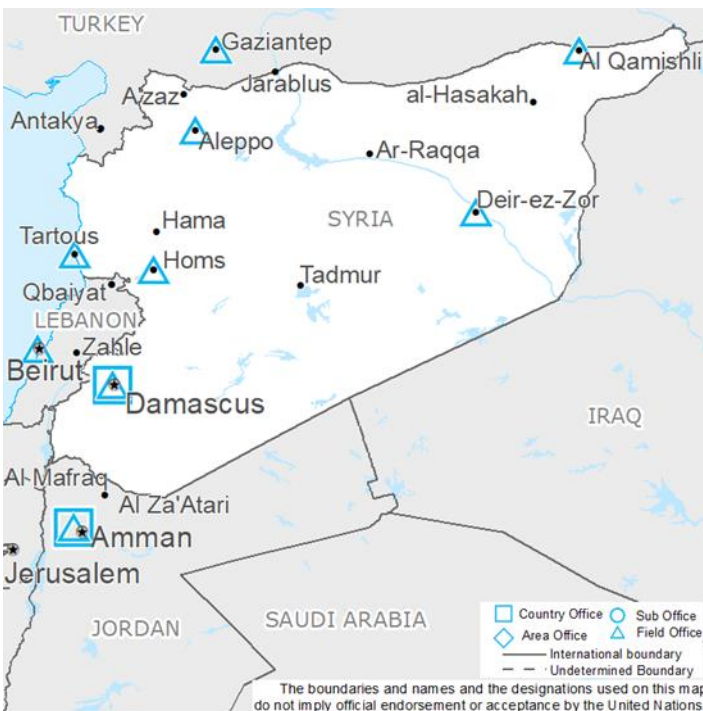 TURKEY
Gaziantep
Al Qamishli
Jarablus
A'zaz
al-Hasakah
Antakya
Aleppo
Ar-Raqqa
Deir-ez-Zor
Hama
SYRIA
Tartous
Homs
Tadmur
Qbaiyat
LEBANON
Zahle
Beirut
Damascus
IRAQ
Al-Mafraq
Al Za'Atari
Amman
Jerusalem
JORDAN
SAUDI ARABIA
Country Office
Sub Office
Area Office
Field Office
International boundary
Undetermined Boundary
The boundaries and names and the designations used on this map
do not imply official endorsement or acceptance by the United Nations